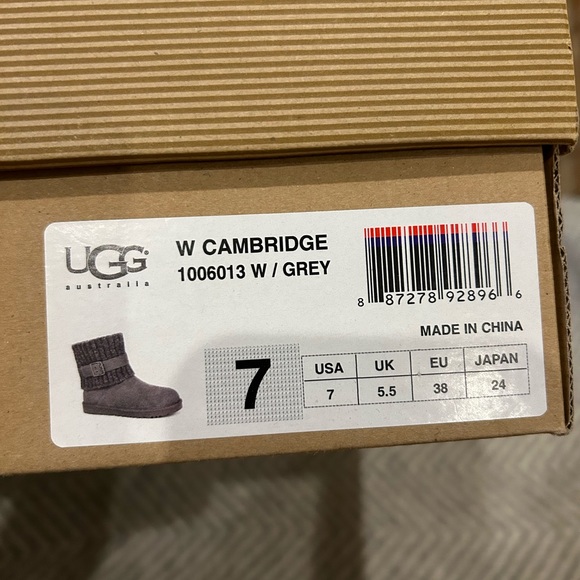 UGG
australia
W CAMBRIDGE
1006013 W / GREY
8 87278 92896 6
MADE IN CHINA
7
USA UK EU JAPAN
7 5.5 38 24